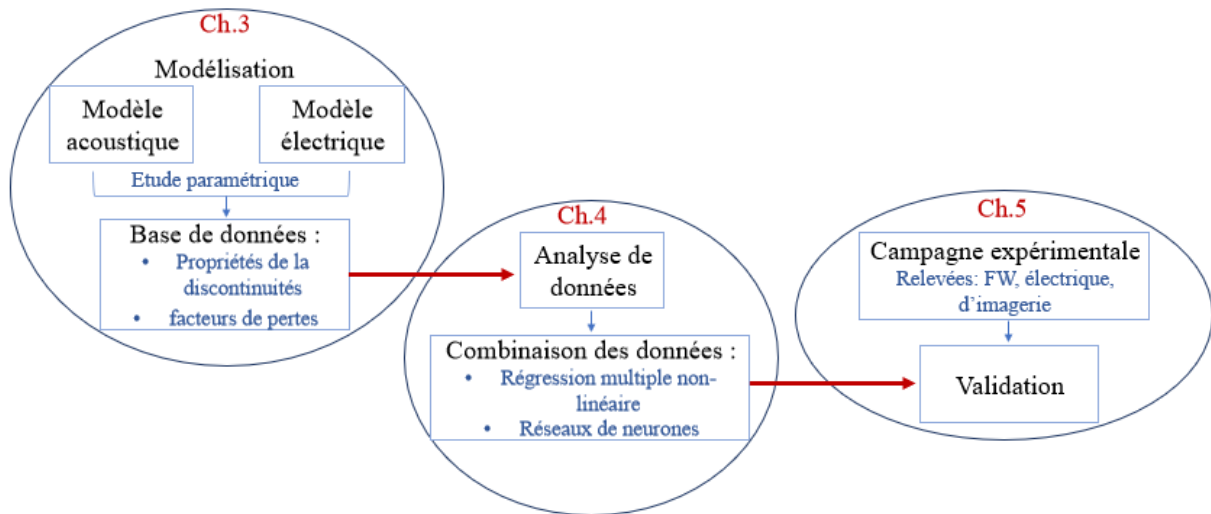 Ch.3
Modélisation
Modèle
acoustique
Modèle
électrique
Etude paramétrique
Base de données :
• Propriétés de la
discontinuités
• facteurs de pertes
Ch.4
Analyse de
données
Combinaison des données :
• Régression multiple non-
linéaire
• Réseaux de neurones
Ch.5
Campagne expérimentale
Relevées: FW, électrique,
d’imagerie
Validation